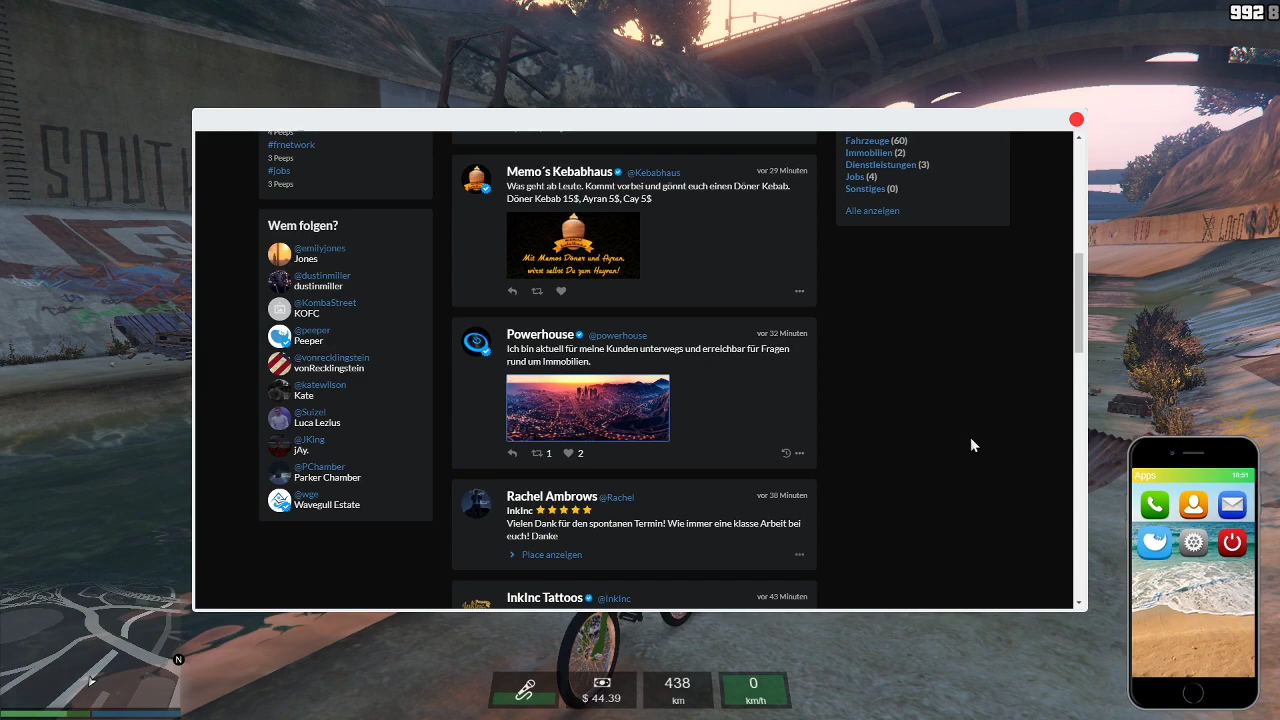 992
SOUT
4 Peeps
#frnetwork
3 Peeps
#jobs
3 Peeps
Wem folgen?
@emilyjones
Jones
@dustinmiller
dustinmiller
@KombaStreet
KOFC
@peeper
Peeper
@vonrecklingstein
vonRecklingstein
@katewilson
Kate
@Suizel
Luca Lezius
@JKing
jAy.
@PChamber
Parker Chamber
@wge
Wavegull Estate
Memo´s Kebabhaus @Kebabhaus vor 29 Minuten
Was geht ab Leute. Kommt vorbei und gönnt euch einen Döner Kebab.
Döner Kebab 15$, Ayran 5$, Cay 5$
Mit Memos Döner und Ayran,
wirst selbst Du zum Hayran!
Powerhouse @powerhouse vor 32 Minuten
Ich bin aktuell für meine Kunden unterwegs und erreichbar für Fragen
rund um Immobilien.
1 2
Rachel Ambrows @Rachel vor 38 Minuten
InkInc
Vielen Dank für den spontanen Termin! Wie immer eine klasse Arbeit bei
euch! Danke
Place anzeigen
InkInc Tattoos @InkInc vor 43 Minuten
Fahrzeuge (60)
Immobilien (2)
Dienstleistungen (3)
Jobs (4)
Sonstiges (0)
Alle anzeigen
Apps 18:51
N
$ 44.39
438
km
0
km/h